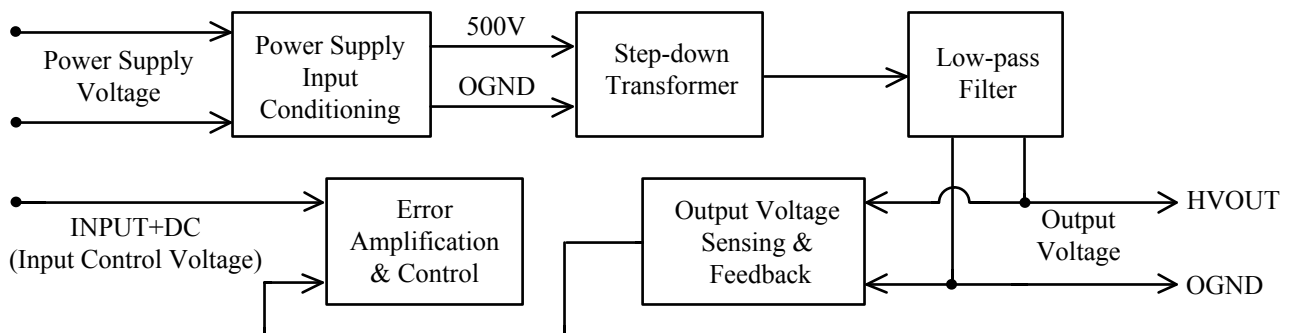 Power Supply
Voltage
Power Supply
Input
Conditioning
500V
OGND
Step-down
Transformer
Low-pass
Filter
INPUT+DC
(Input Control Voltage)
Error
Amplification
& Control
Output Voltage
Sensing &
Feedback
HVOUT
Output
Voltage
OGND